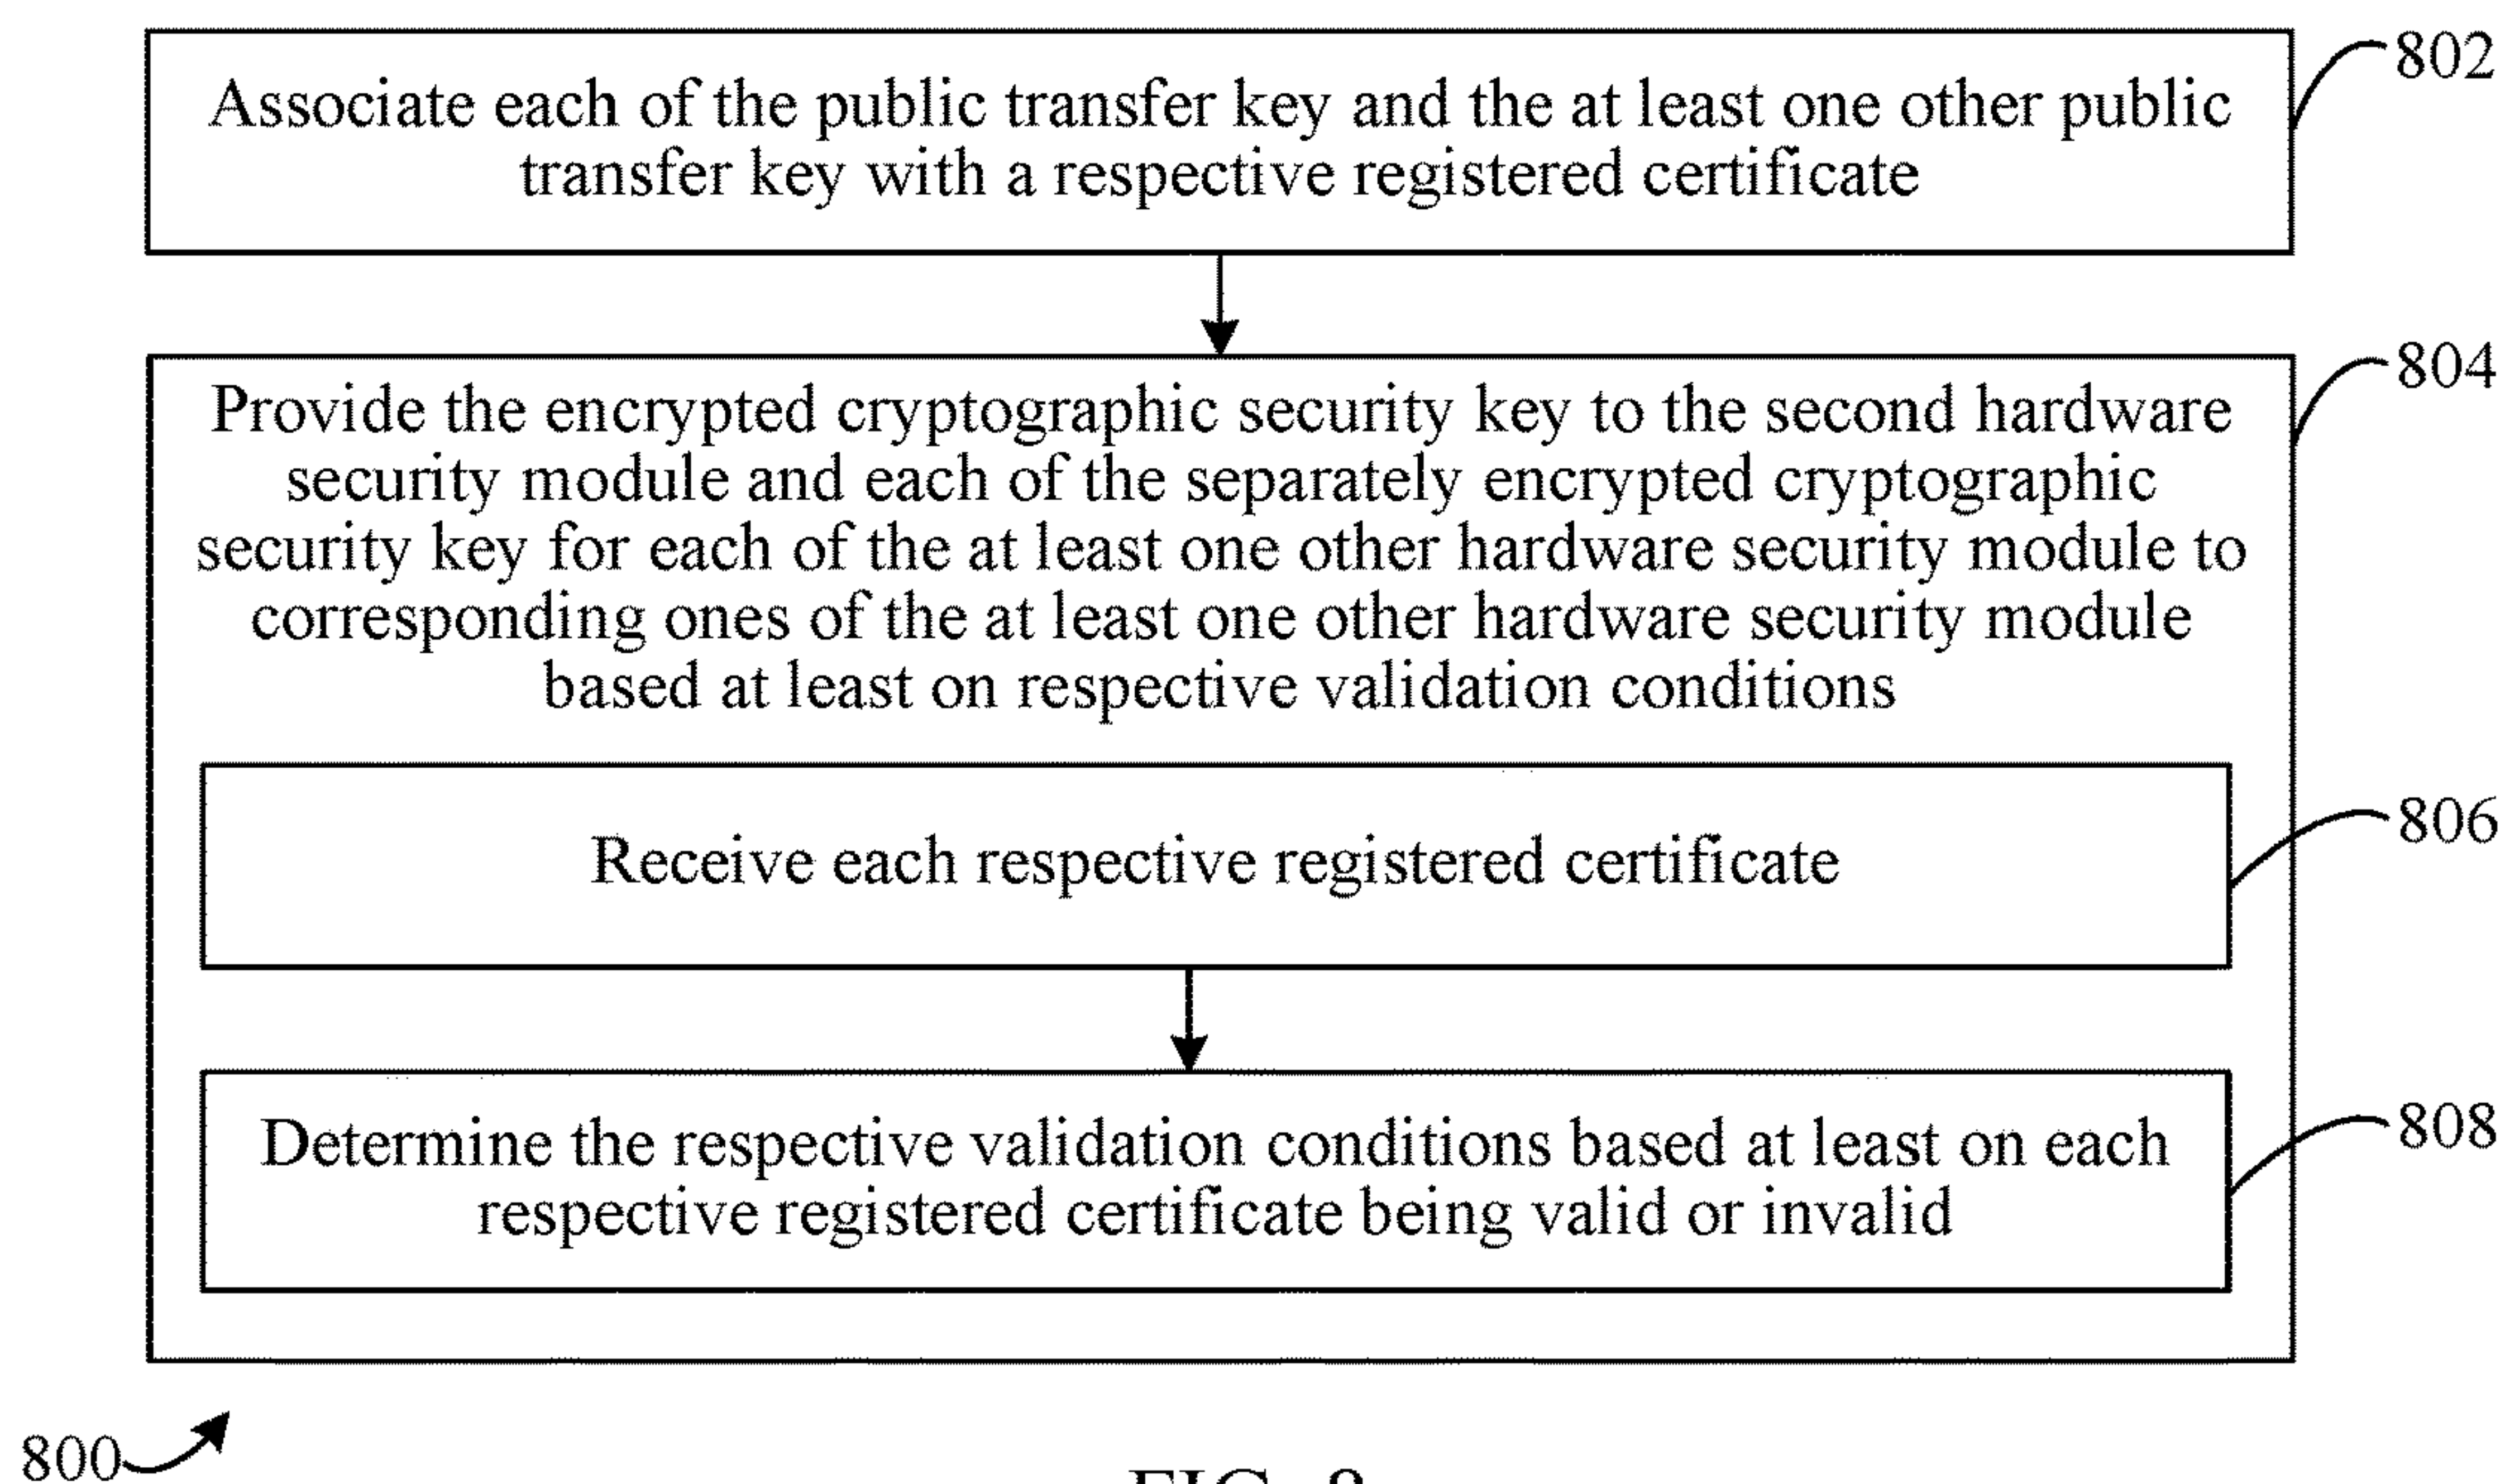 802
Associate each of the public transfer key and the at least one other public
transfer key with a respective registered certificate
804
Provide the encrypted cryptographic security key to the second hardware
security module and each of the separately encrypted cryptographic
security key for each of the at least one other hardware security module to
corresponding ones of the at least one other hardware security module
based at least on respective validation conditions
806
Receive each respective registered certificate
808
Determine the respective validation conditions based at least on each
respective registered certificate being valid or invalid
800
FIG. 8